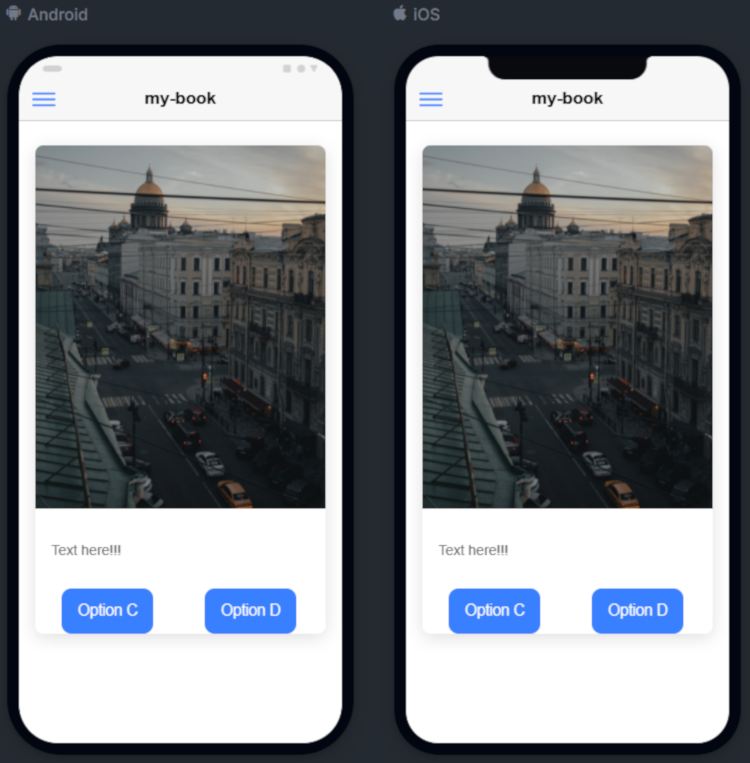 Android
my-book
Text here!!!
Option C Option D
iOS
my-book
Text here!!!
Option C Option D